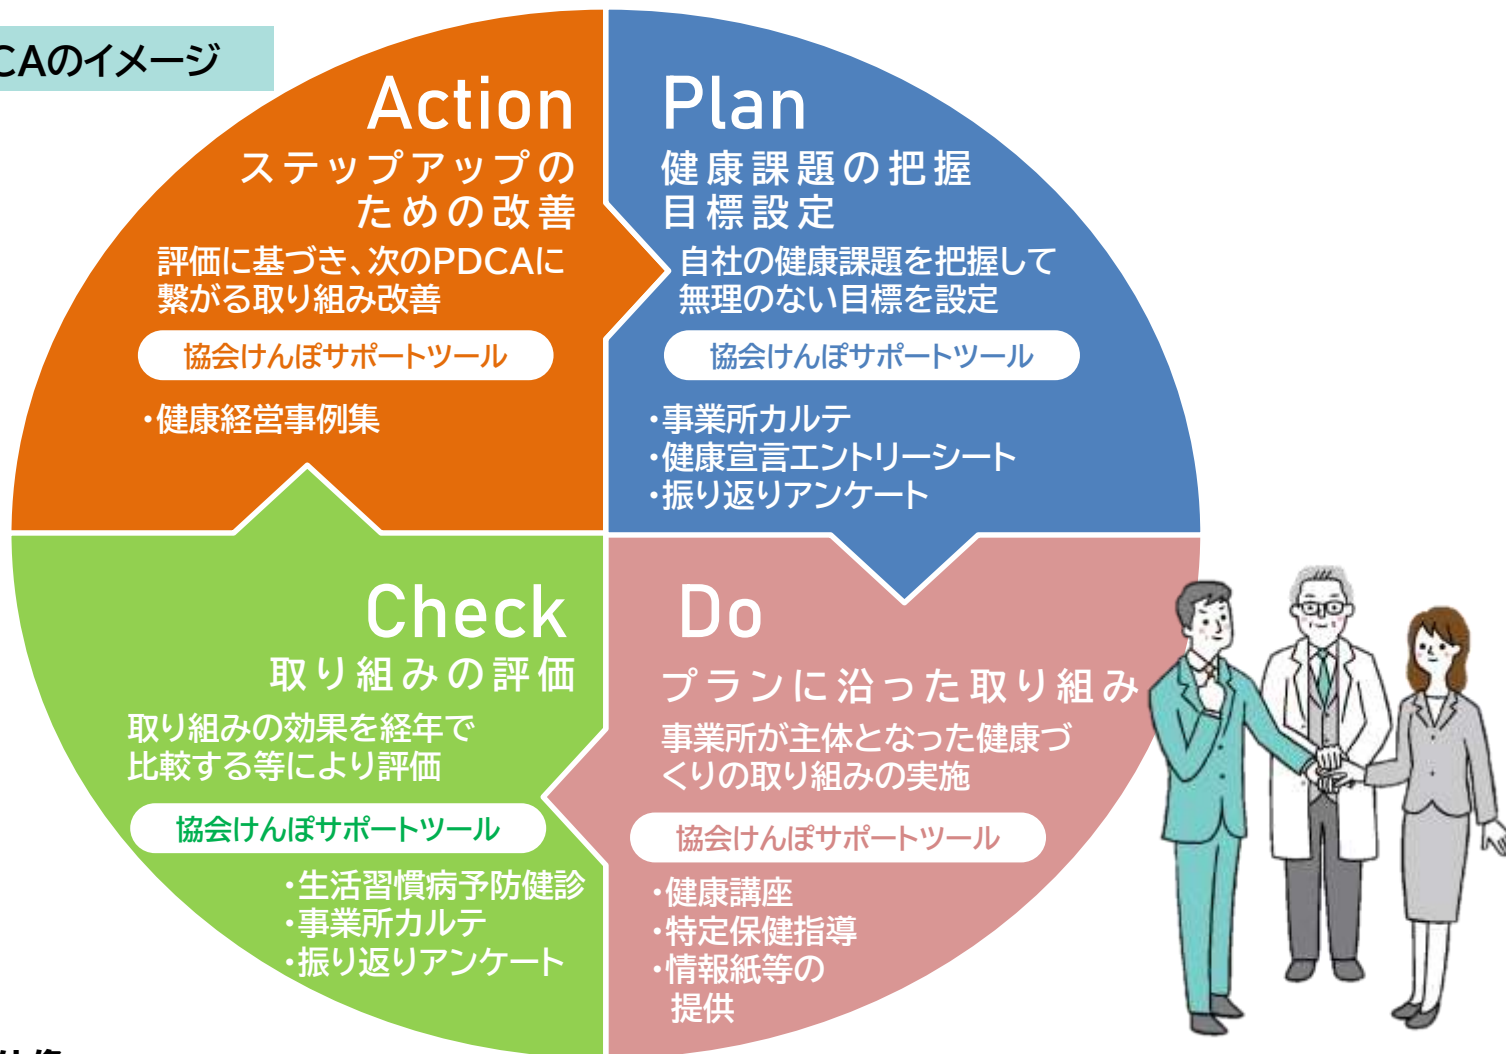 CAのイメージ
Action
ステップアップの
ための改善
評価に基づき、次のPDCAに
繋がる取り組み改善
協会けんぽサポートツール
・健康経営事例集
Plan
健康課題の把握
目標設定
自社の健康課題を把握して
無理のない目標を設定
協会けんぽサポートツール
・事業所カルテ
・健康宣言エントリーシート
・振り返りアンケート
Do
プランに沿った取り組み
事業所が主体となった健康づ
くりの取り組みの実施
協会けんぽサポートツール
・健康講座
・特定保健指導
・情報紙等の
提供
Check
取り組みの評価
取り組みの効果を経年で
比較する等により評価
協会けんぽサポートツール
・生活習慣病予防健診
・事業所カルテ
・振り返りアンケート